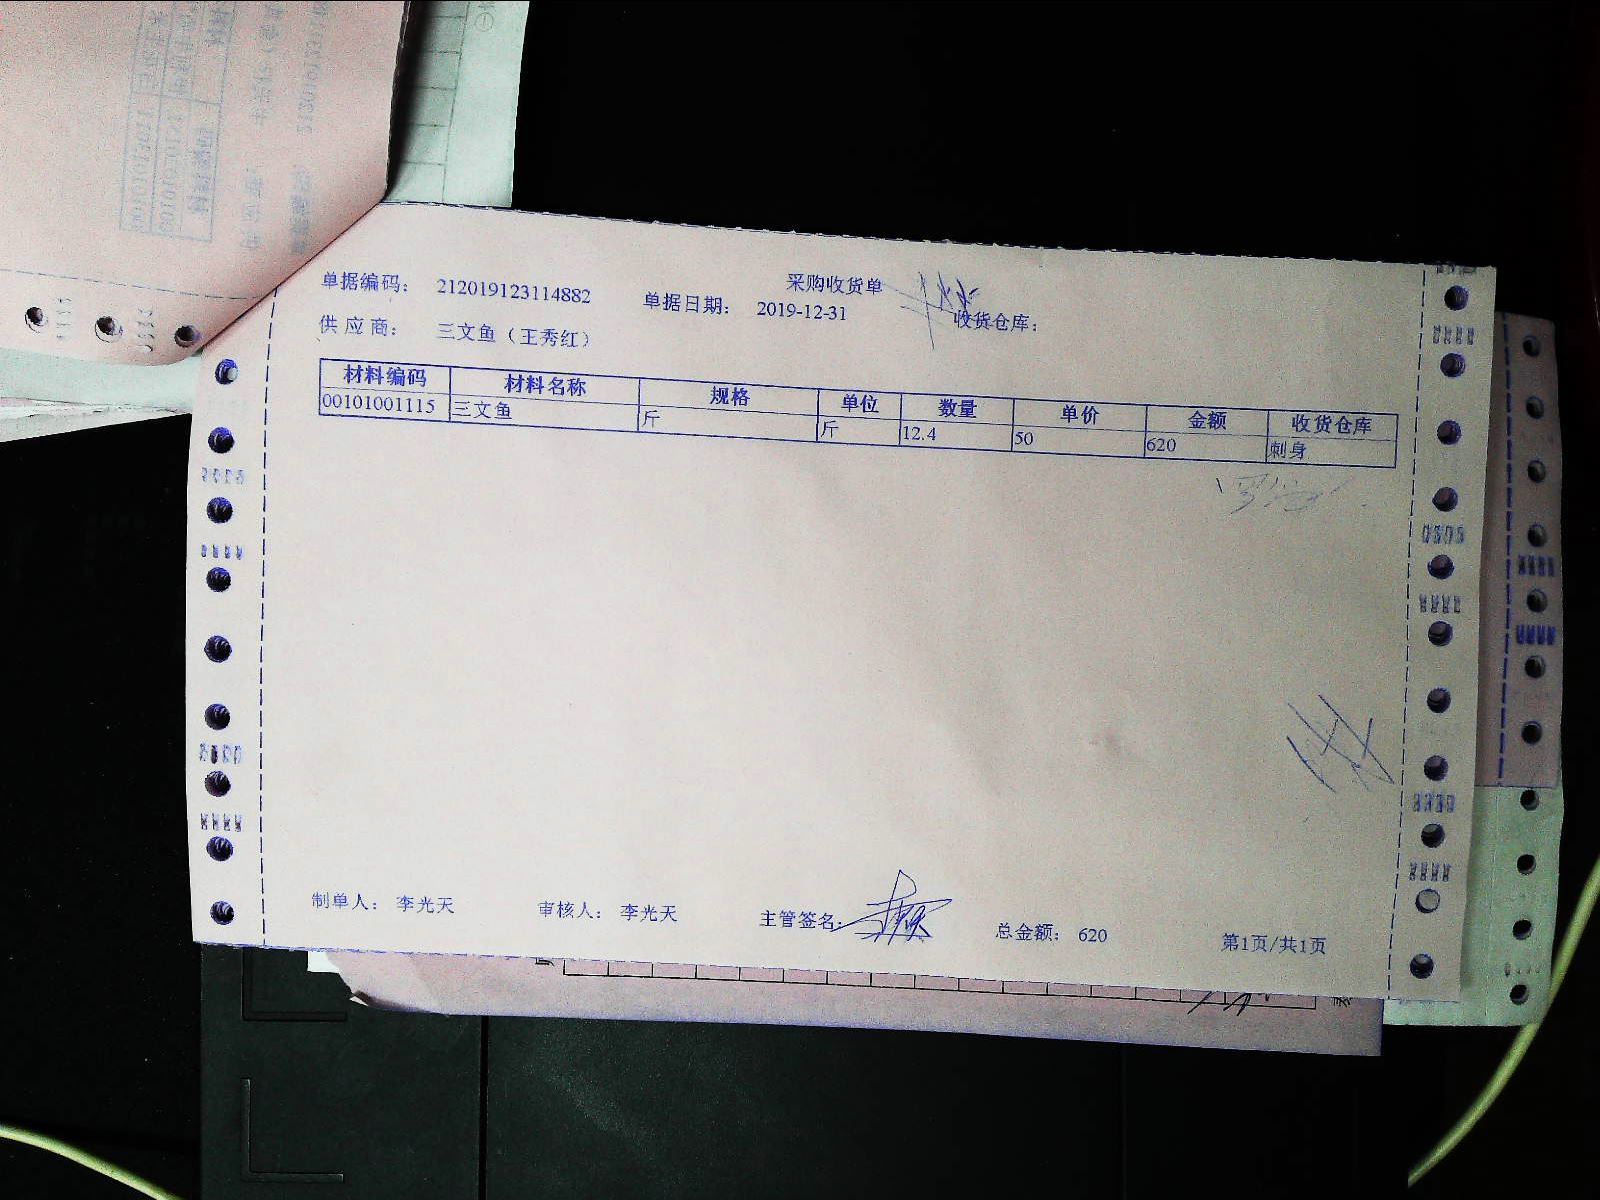 采购收货单
单据编码： 212019123114882 单据日期： 2019-12-31 收货仓库：
供应商： 三文鱼（王秀红）
材料编码 材料名称 规格 单位 数量 单价 金额 收货仓库
00101001115 三文鱼 斤 斤 12.4 50 620 刺身
制单人： 李光天 审核人： 李光天 主管签名： 总金额： 620 第1页/共1页